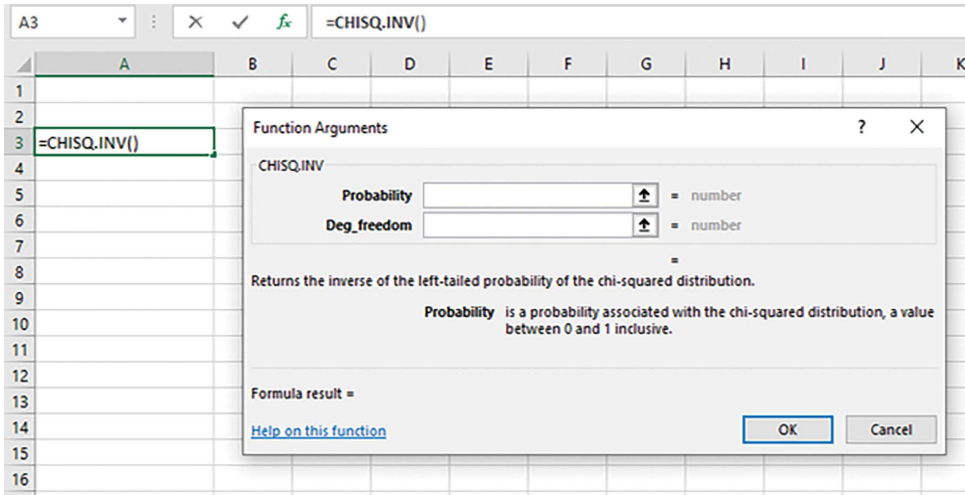 A3 =CHISQ.INV()
A B C D E F G H I J K
1
2
Function Arguments ? 
3 =CHISQ.INV()
4 CHISQ.INV
5 Probability = number
6 Deg_freedom = number
7
=
8 Returns the inverse of the left-tailed probability of the chi-squared distribution.
9 Probability is a probability associated with the chi-squared distribution, a value
10 between 0 and 1 inclusive.
11
12
13 Formula result =
14 Help on this function OK Cancel
15
16